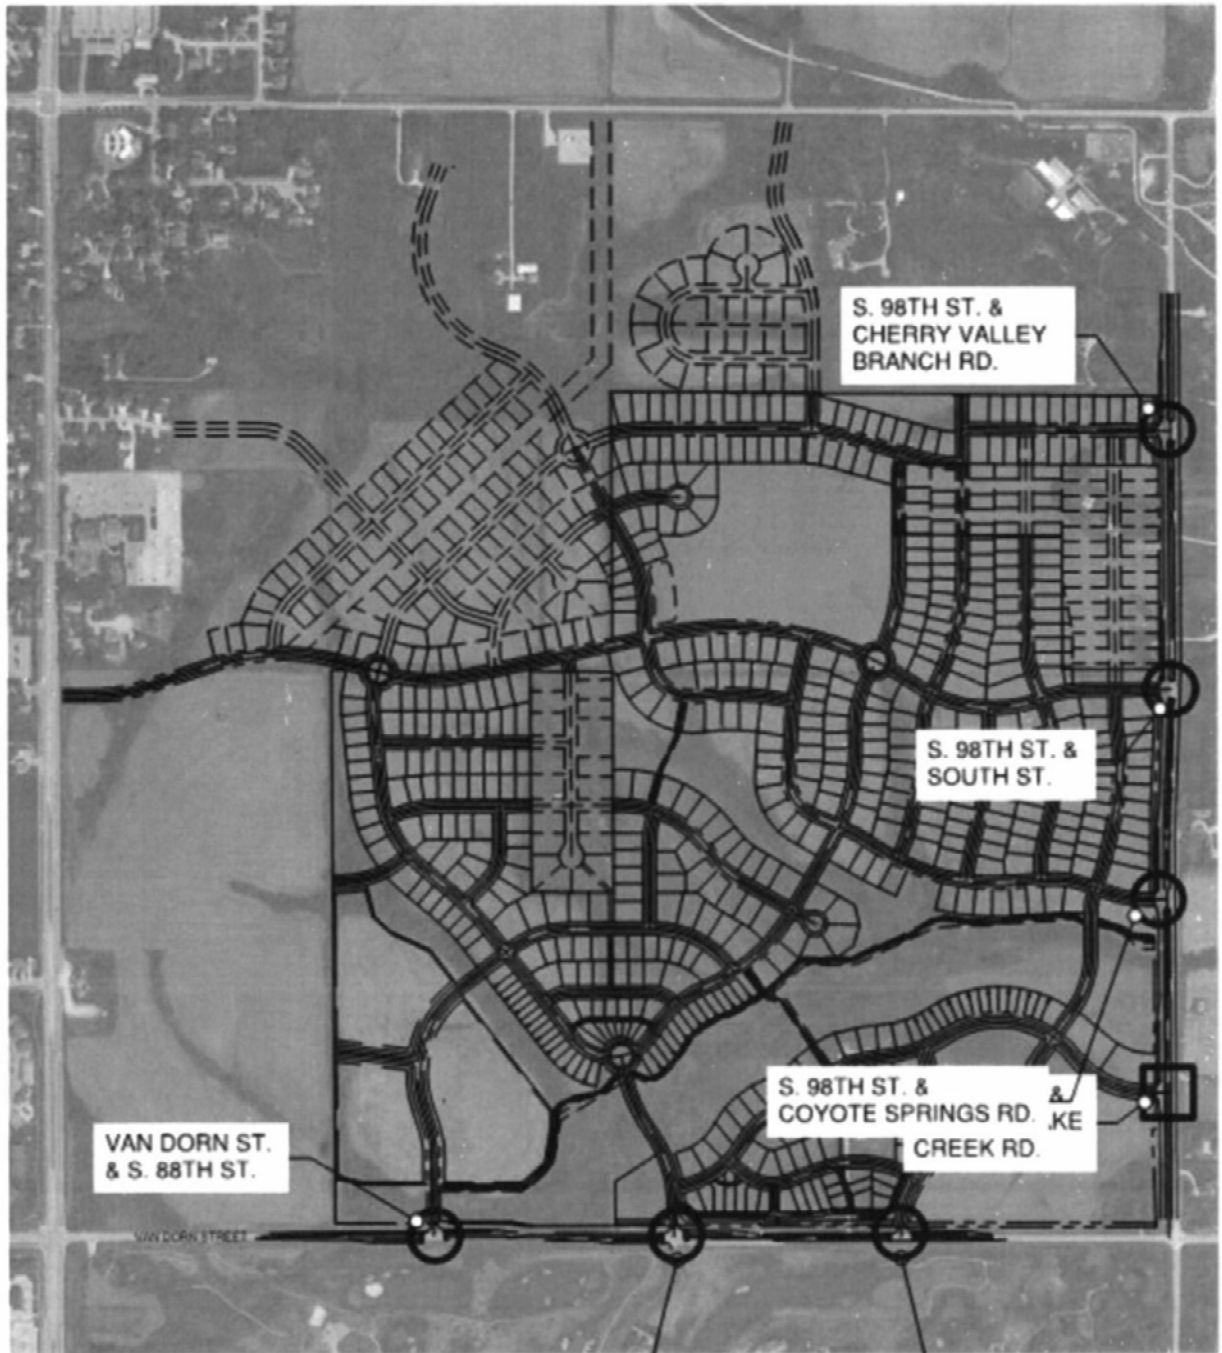 S. 98TH ST. &
CHERRY VALLEY
BRANCH RD.
S. 98TH ST. &
SOUTH ST.
S. 98TH ST. &
COYOTE SPRINGS RD.
&
KE
CREEK RD.
VAN DORN ST.
& S. 88TH ST.
VAN DORN STREET